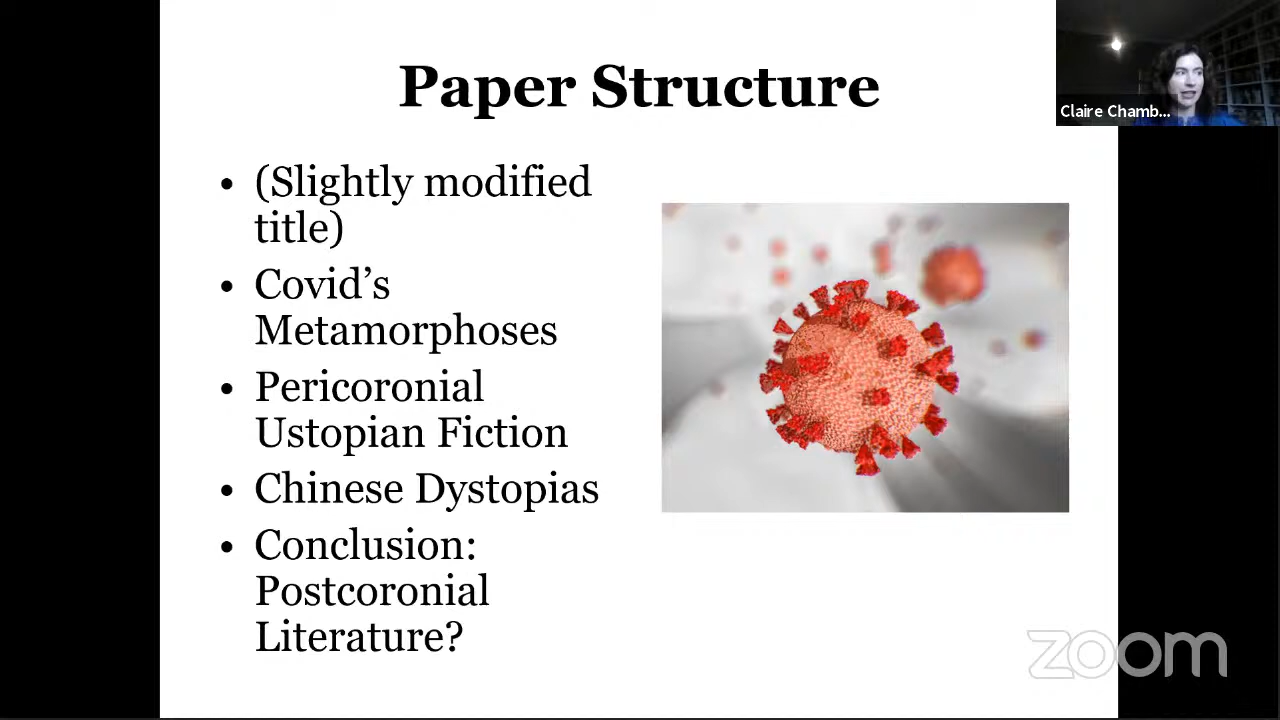 Paper Structure
Claire Chamb...
• (Slightly modified
title)
• Covid’s
Metamorphoses
• Pericoronial
Ustopian Fiction
• Chinese Dystopias
• Conclusion:
Postcoronial
Literature?
zoom